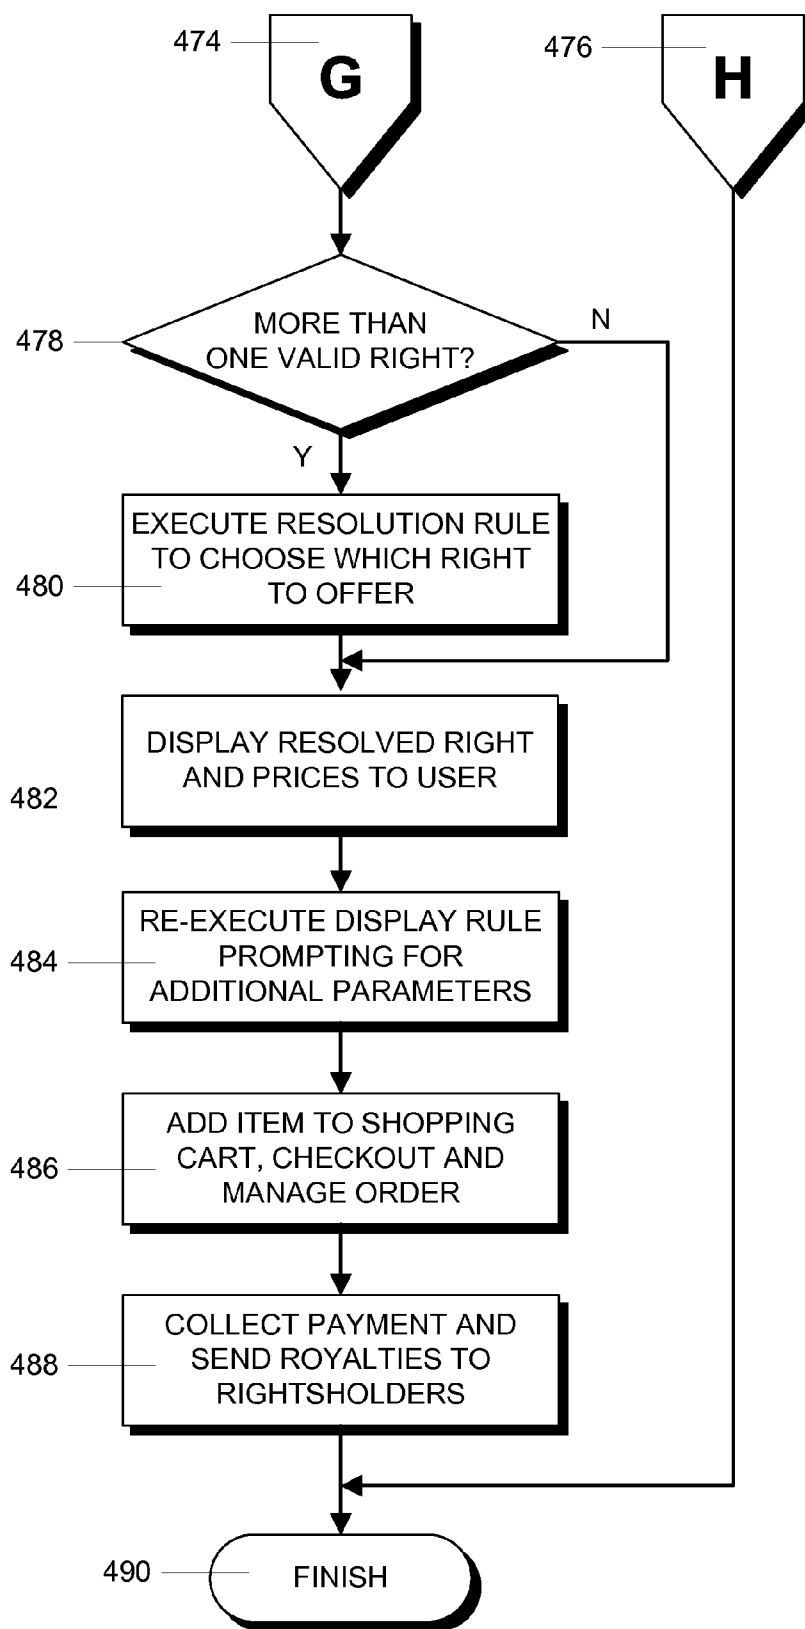 474
G
476
H
478
MORE THAN
ONE VALID RIGHT?
N
Y
480
EXECUTE RESOLUTION RULE
TO CHOOSE WHICH RIGHT
TO OFFER
482
DISPLAY RESOLVED RIGHT
AND PRICES TO USER
484
RE-EXECUTE DISPLAY RULE
PROMPTING FOR
ADDITIONAL PARAMETERS
486
ADD ITEM TO SHOPPING
CART, CHECKOUT AND
MANAGE ORDER
488
COLLECT PAYMENT AND
SEND ROYALTIES TO
RIGHTSHOLDERS
490
FINISH